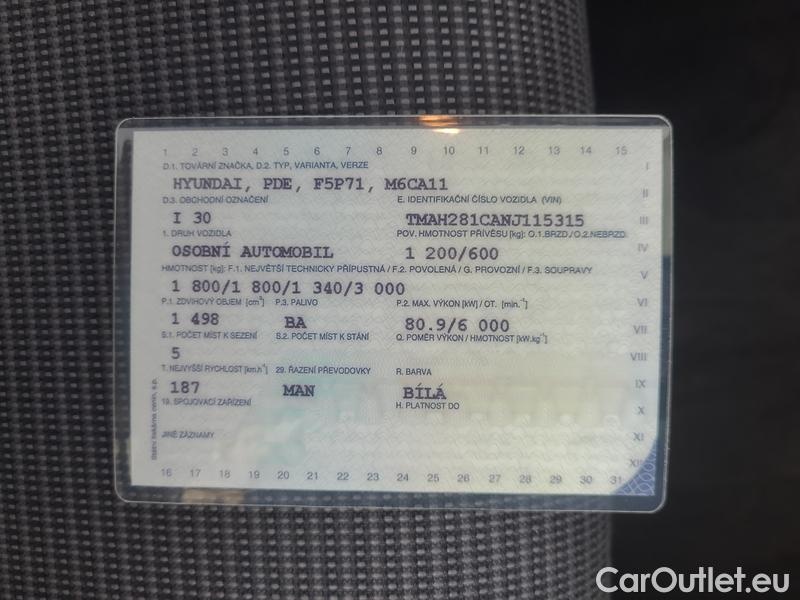 1 2 3 4 5 6 7 8 9 10 11 12 13 14 15
D.1. TOVÁRNÍ ZNAČKA, D.2. TYP, VARIANTA, VERZE I
HYUNDAI, PDE, F5P71, M6CA11
D.3. OBCHODNÍ OZNAČENÍ E. IDENTIFIKAČNÍ ČÍSLO VOZIDLA (VIN) II
I 30 TMAH281CANJ115315 III
1. DRUH VOZIDLA POV. HMOTNOST PŘÍVĚSU [kg]: O.1.BRZD./O.2.NEBRZD.
OSOBNÍ AUTOMOBIL 1 200/600 IV
HMOTNOST [kg]: F.1. NEJVĚTŠÍ TECHNICKY PŘÍPUSTNÁ / F.2. POVOLENÁ / G. PROVOZNÍ / F.3. SOUPRAVY V
1 800/1 800/1 340/3 000
P.1. ZDVIHOVÝ OBJEM [cm³] P.3. PALIVO P.2. MAX. VÝKON [kW] / OT. [min.⁻¹] VI
1 498 BA 80.9/6 000 VII
S.1. POČET MÍST K SEZENÍ S.2. POČET MÍST K STÁNÍ Q. POMĚR VÝKON / HMOTNOST [kW.kg⁻¹]
5 VIII
T. NEJVYŠŠÍ RYCHLOST [km.h⁻¹] 29. ŘAZENÍ PŘEVODOVKY R. BARVA
187 MAN BÍLÁ IX
19. SPOJOVACÍ ZAŘÍZENÍ H. PLATNOST DO X
JINÉ ZÁZNAMY XI
XII
16 17 18 19 20 21 22 23 24 25 26 27 28 29 30 31
Státní tiskárna cenin, s.p.
CarOutlet.eu